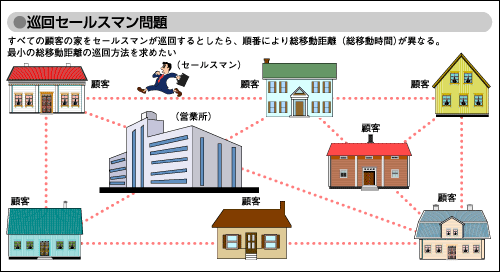 ●巡回セールスマン問題
すべての顧客の家をセールスマンが巡回するとしたら、順番により総移動距離（総移動時間）が異なる。
最小の総移動距離の巡回方法を求めたい
（セールスマン）
顧客
顧客
顧客
（営業所）
顧客
顧客
顧客
顧客